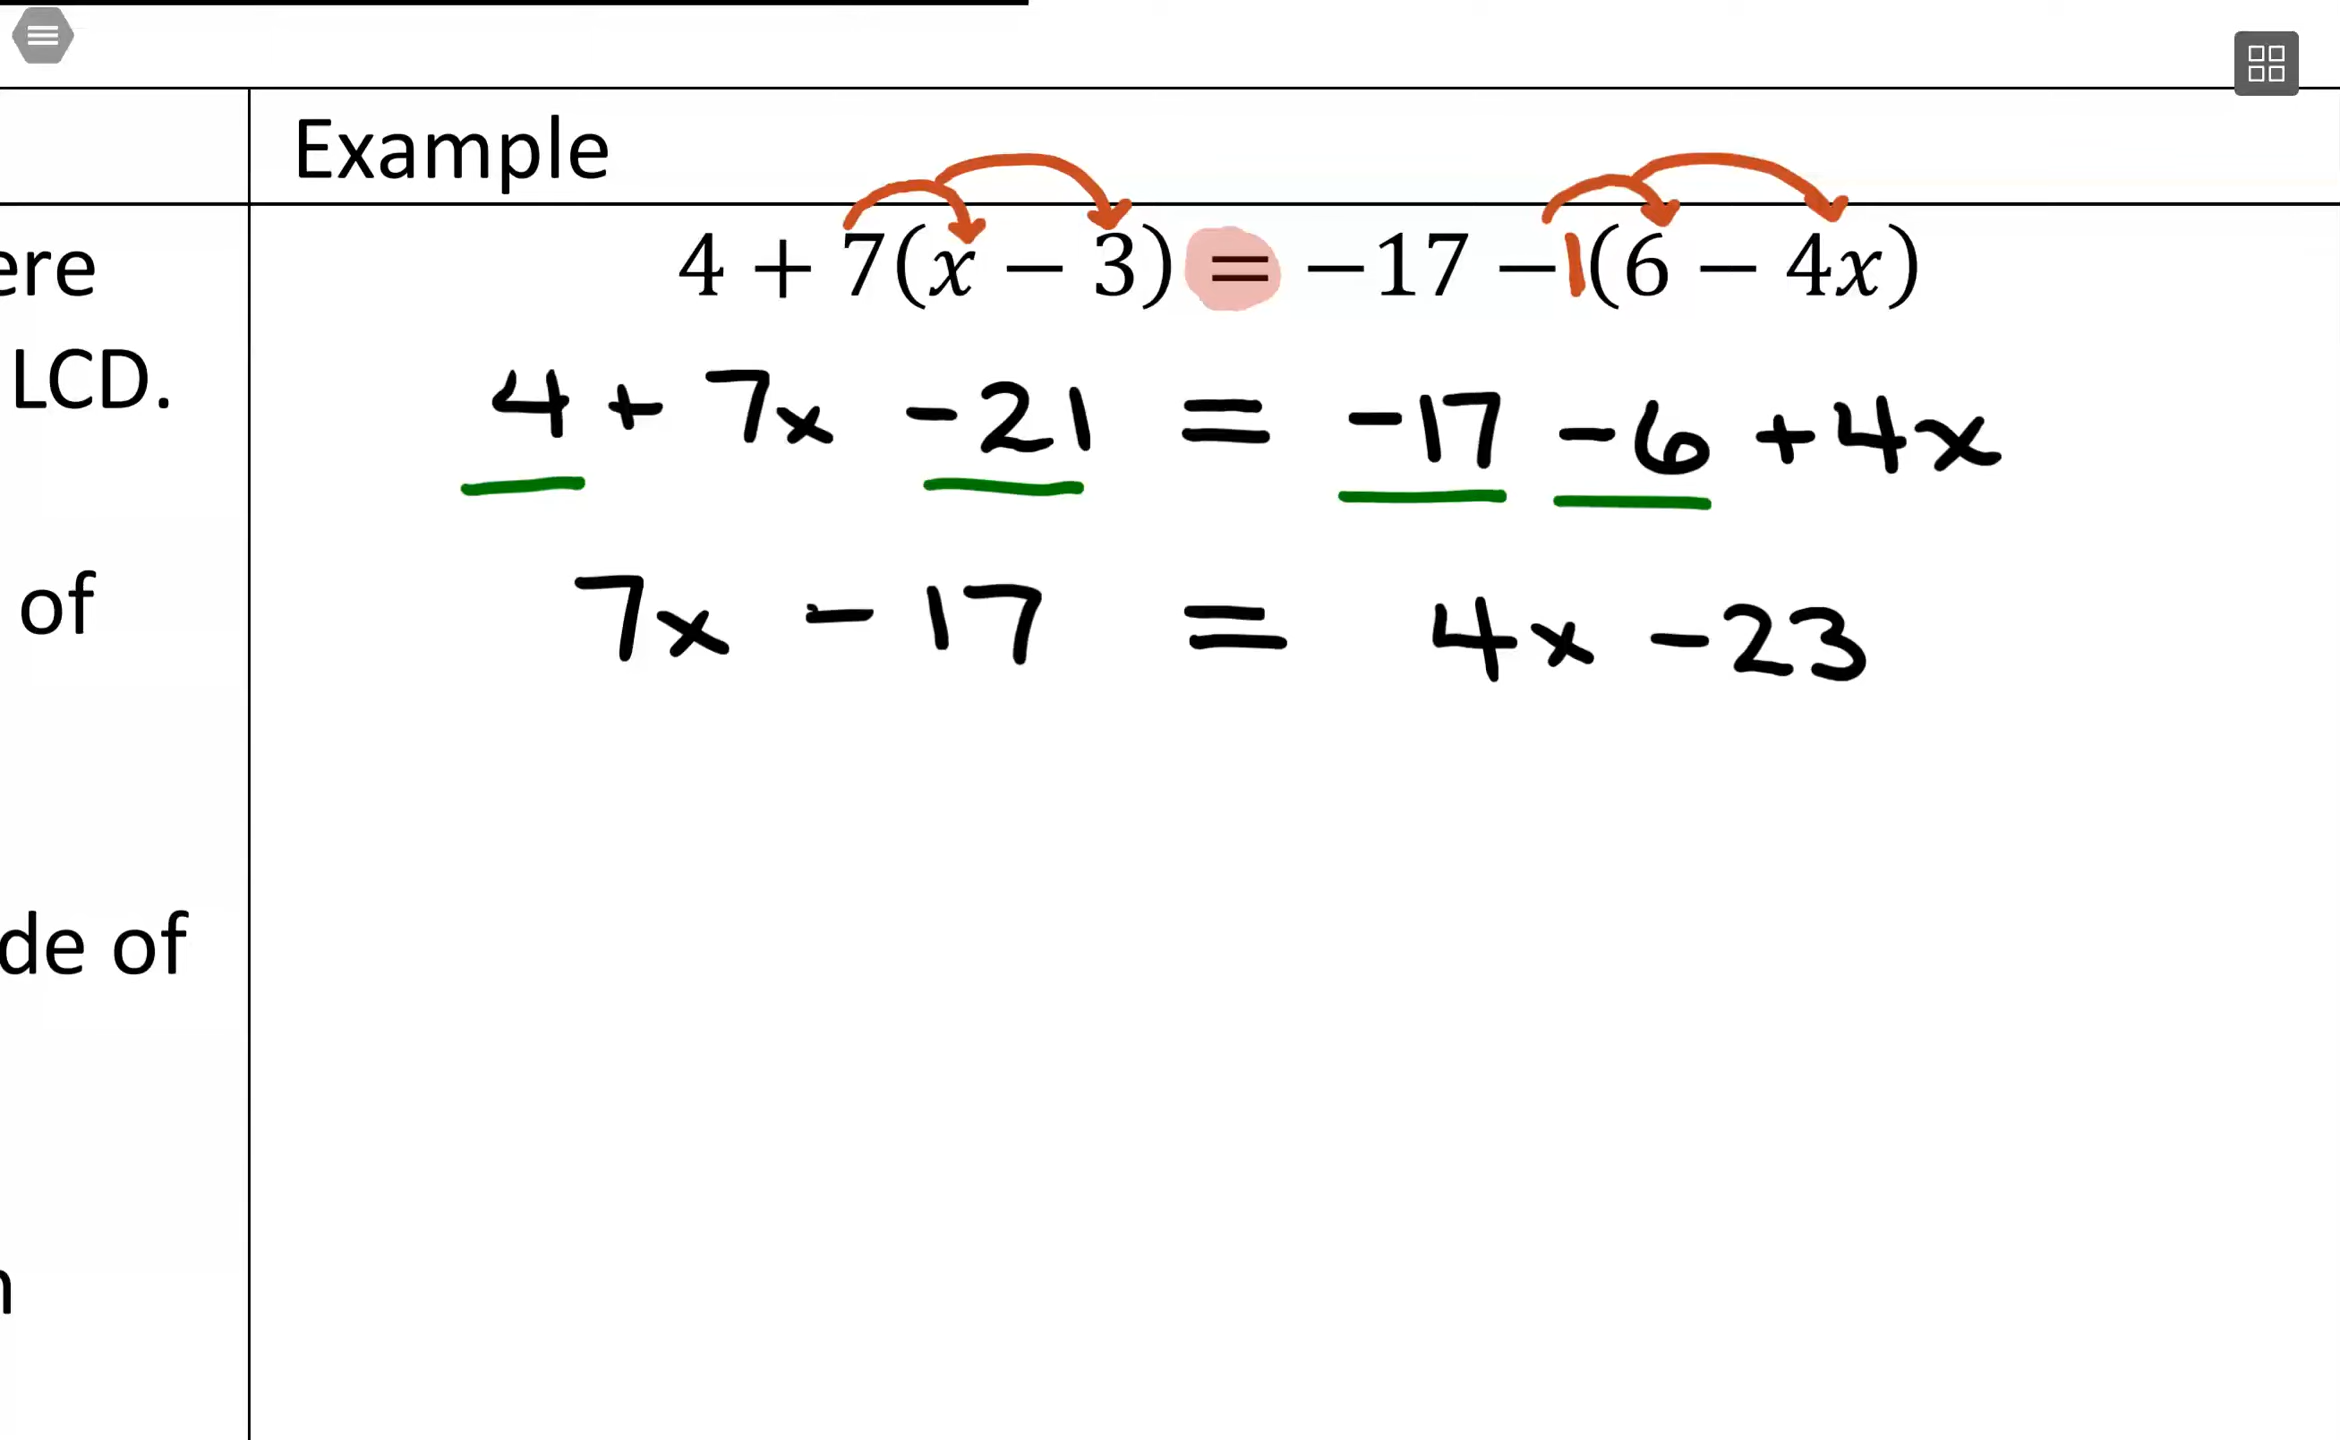 Example
ere
LCD.
of
de of
4 + 7(x − 3) = −17 −1(6 − 4x)
4 + 7x -21 = -17 -6 +4x
7x - 17 = 4x -23